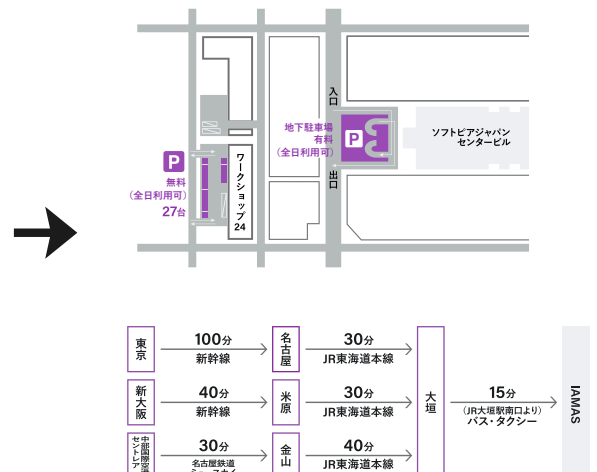 入口
地下駐車場
有料
（全日利用可）
P
出口
ソフトピアジャパン
センタービル
P
無料
（全日利用可）
27台
ワークショップ24
東京
100分
新幹線
名古屋
30分
JR東海道本線
新大阪
40分
新幹線
米原
30分
JR東海道本線
大垣
15分
（JR大垣駅南口より）
バス・タクシー
IAMAS
中部国際空港
セントレア
30分
名古屋鉄道
金山
40分
JR東海道本線